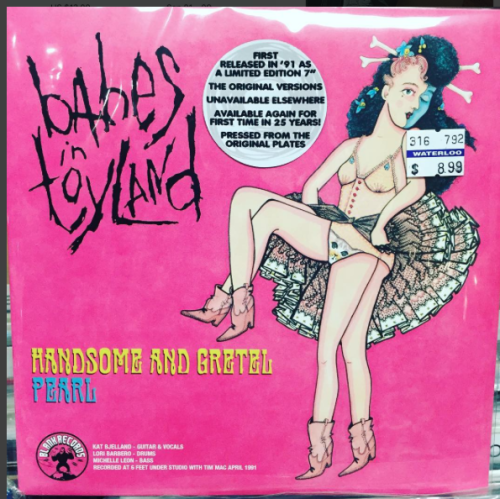 babes
in
toyland
FIRST
RELEASED IN '91 AS
A LIMITED EDITION 7"
THE ORIGINAL VERSIONS
UNAVAILABLE ELSEWHERE
AVAILABLE AGAIN FOR
FIRST TIME IN 25 YEARS!
PRESSED FROM THE
ORIGINAL PLATES
316 792
WATERLOO
$ 8.99
HANDSOME AND GRETEL
PEARL
KAT BJELLAND - GUITAR & VOCALS
LORI BARBERO - DRUMS
MICHELLE LEON - BASS
RECORDED AT 6 FEET UNDER STUDIO WITH TIM MAC APRIL 1991